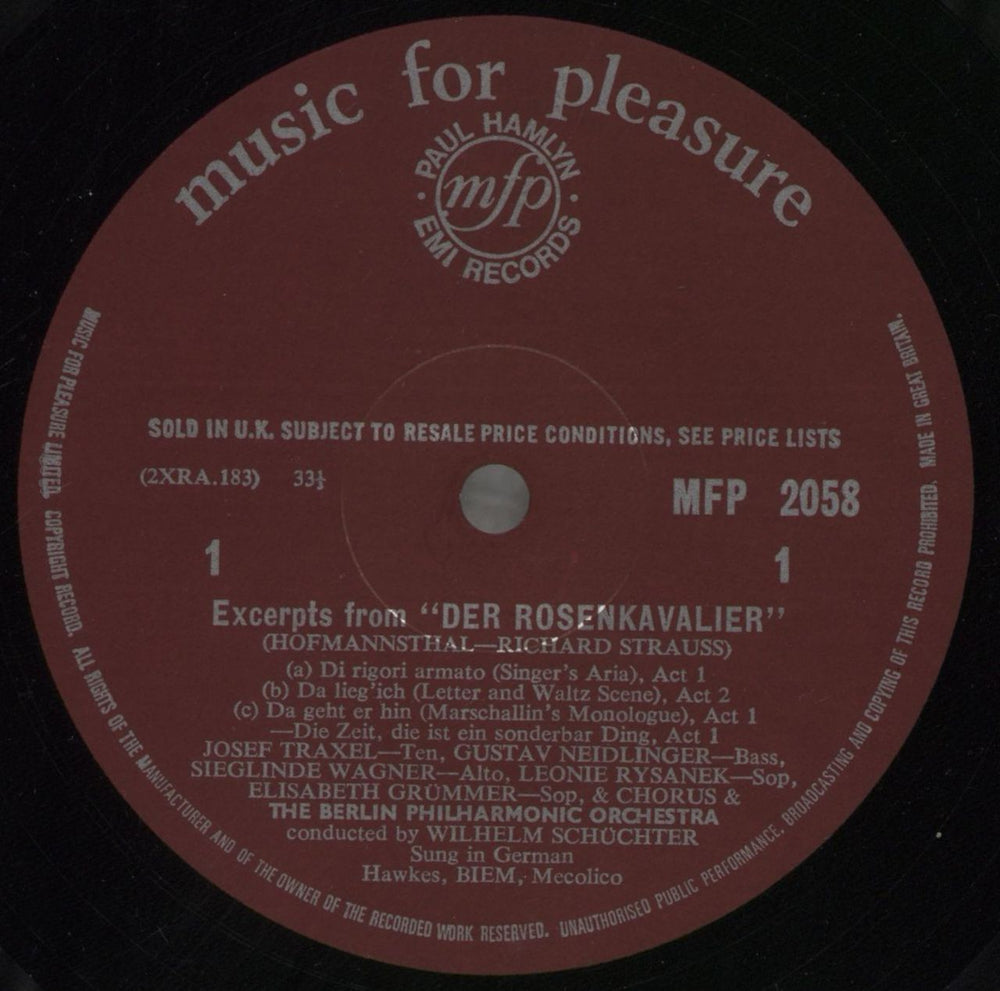 music for pleasure
PAUL HAMLYN
mfp
EMI RECORDS
SOLD IN U.K. SUBJECT TO RESALE PRICE CONDITIONS, SEE PRICE LISTS
(2XRA.183) 33⅓
MFP 2058
1 1
Excerpts from “DER ROSENKAVALIER”
(HOFMANNSTHAL—RICHARD STRAUSS)
(a) Di rigori armato (Singer's Aria), Act 1
(b) Da lieg'ich (Letter and Waltz Scene), Act 2
(c) Da geht er hin (Marschallin's Monologue), Act 1
—Die Zeit, die ist ein sonderbar Ding, Act 1
JOSEF TRAXEL—Ten, GUSTAV NEIDLINGER—Bass,
SIEGLINDE WAGNER—Alto, LEONIE RYSANEK—Sop,
ELISABETH GRÜMMER—Sop, & CHORUS &
THE BERLIN PHILHARMONIC ORCHESTRA
conducted by WILHELM SCHÜCHTER
Sung in German
Hawkes, BIEM, Mecolico
MUSIC FOR PLEASURE LIMITED. COPYRIGHT RECORD. ALL RIGHTS OF THE MANUFACTURER AND OF THE OWNER OF THE RECORDED WORK RESERVED. UNAUTHORISED PUBLIC PERFORMANCE, BROADCASTING AND COPYING OF THIS RECORD PROHIBITED. MADE IN GREAT BRITAIN.